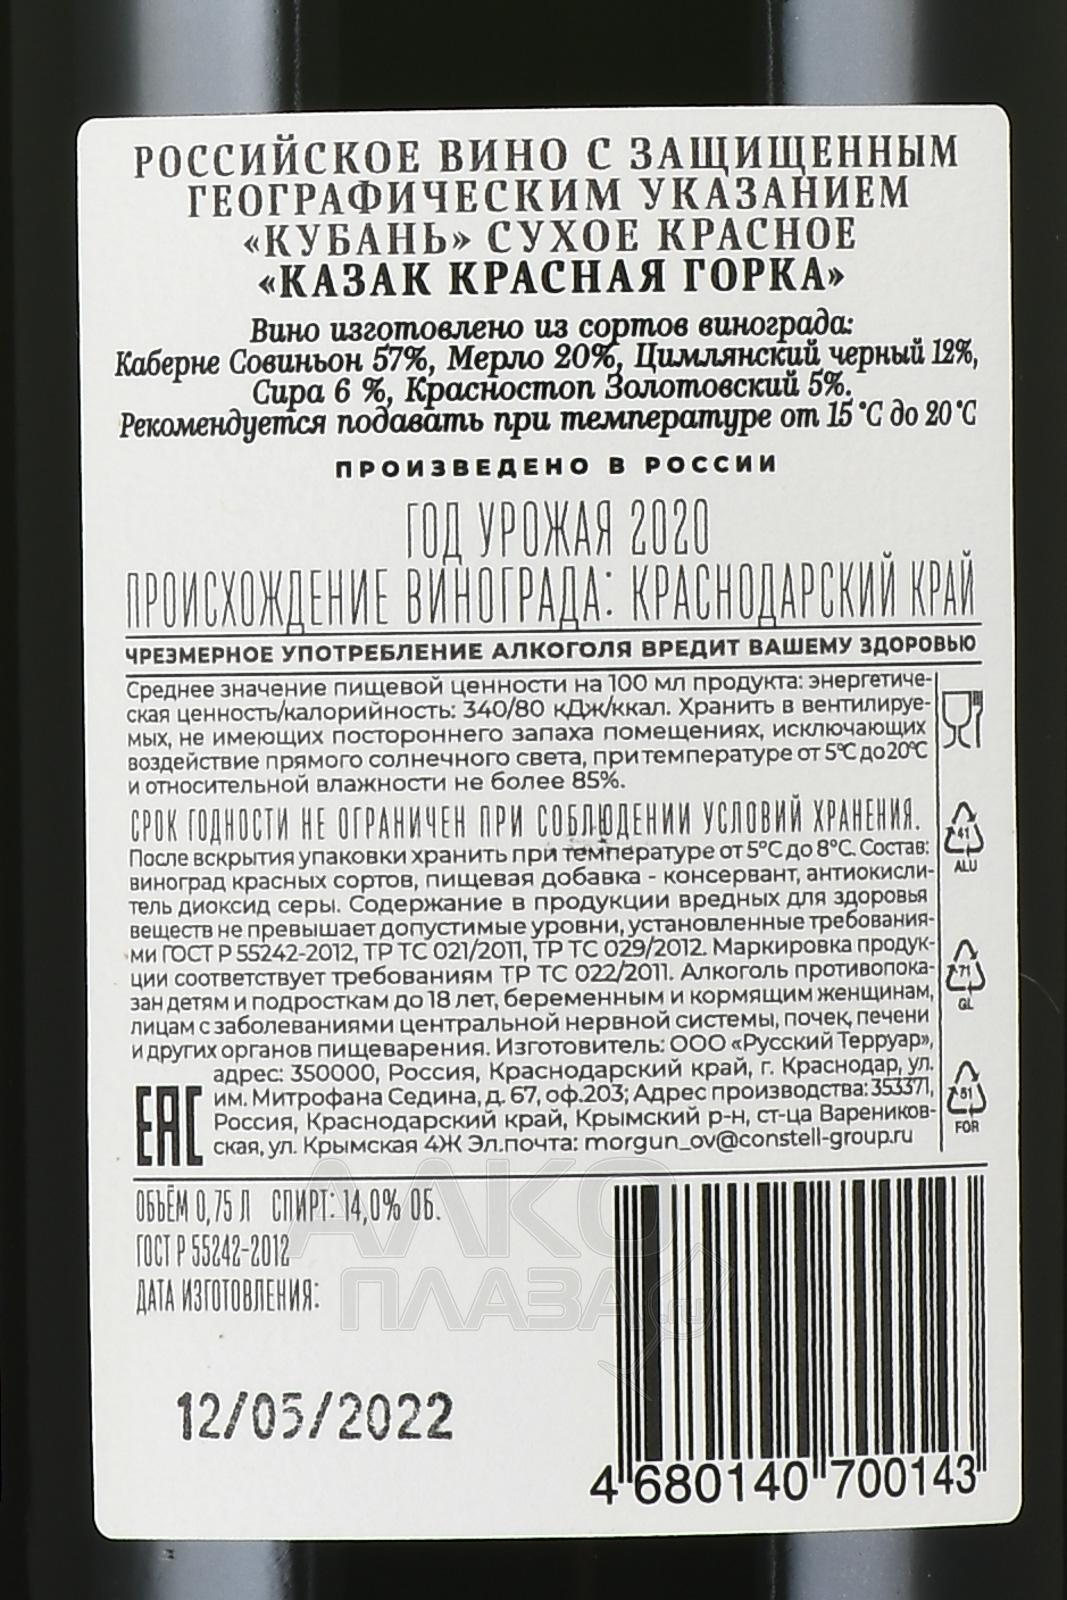 РОССИЙСКОЕ ВИНО С ЗАЩИЩЕННЫМ
ГЕОГРАФИЧЕСКИМ УКАЗАНИЕМ
«КУБАНЬ» СУХОЕ КРАСНОЕ
«КАЗАК КРАСНАЯ ГОРКА»
Вино изготовлено из сортов винограда:
Каберне Совиньон 57%, Мерло 20%, Цимлянский черный 12%,
Сира 6 %, Красностоп Золотовский 5%.
Рекомендуется подавать при температуре от 15 °С до 20 °С
ПРОИЗВЕДЕНО В РОССИИ
ГОД УРОЖАЯ 2020
ПРОИСХОЖДЕНИЕ ВИНОГРАДА: КРАСНОДАРСКИЙ КРАЙ
ЧРЕЗМЕРНОЕ УПОТРЕБЛЕНИЕ АЛКОГОЛЯ ВРЕДИТ ВАШЕМУ ЗДОРОВЬЮ
Среднее значение пищевой ценности на 100 мл продукта: энергетиче-
ская ценность/калорийность: 340/80 кДж/ккал. Хранить в вентилируе-
мых, не имеющих постороннего запаха помещениях, исключающих
воздействие прямого солнечного света, при температуре от 5°С до 20°С
и относительной влажности не более 85%.
СРОК ГОДНОСТИ НЕ ОГРАНИЧЕН ПРИ СОБЛЮДЕНИИ УСЛОВИЙ ХРАНЕНИЯ.
После вскрытия упаковки хранить при температуре от 5°С до 8°С. Состав:
виноград красных сортов, пищевая добавка - консервант, антиокисли-
тель диоксид серы. Содержание в продукции вредных для здоровья
веществ не превышает допустимые уровни, установленные требования-
ми ГОСТ Р 55242-2012, ТР ТС 021/2011, ТР ТС 029/2012. Маркировка продук-
ции соответствует требованиям ТР ТС 022/2011. Алкоголь противопока-
зан детям и подросткам до 18 лет, беременным и кормящим женщинам,
лицам с заболеваниями центральной нервной системы, почек, печени
и других органов пищеварения. Изготовитель: ООО «Русский Терруар»,
адрес: 350000, Россия, Краснодарский край, г. Краснодар, ул.
им. Митрофана Седина, д. 67, оф.203; Адрес производства: 353371,
Россия, Краснодарский край, Крымский р-н, ст-ца Варениковская
ская, ул. Крымская 4Ж Эл.почта: morgun_ov@constell-group.ru
EAC
41
ALU
71
GL
51
FOR
ОБЪЁМ 0,75 Л СПИРТ: 14,0% ОБ.
ГОСТ Р 55242-2012
ДАТА ИЗГОТОВЛЕНИЯ:
12/05/2022
4 680140 700143
АЛКО
ПЛАЗА
.ru